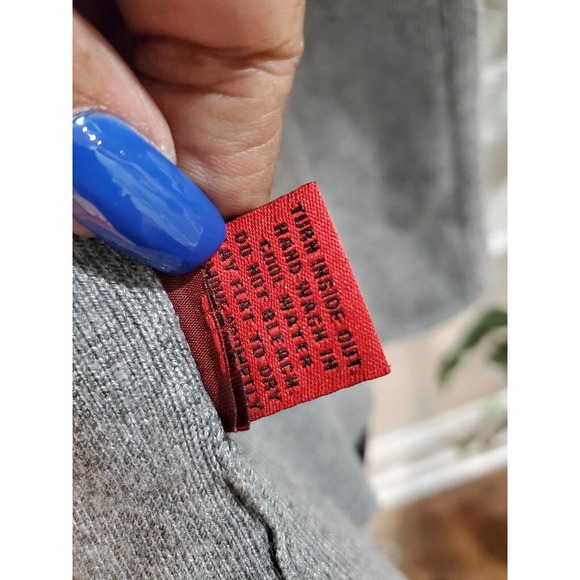 TURN INSIDE OUT
HAND WASH IN
COOL WATER
DO NOT BLEACH
LAY FLAT TO DRY